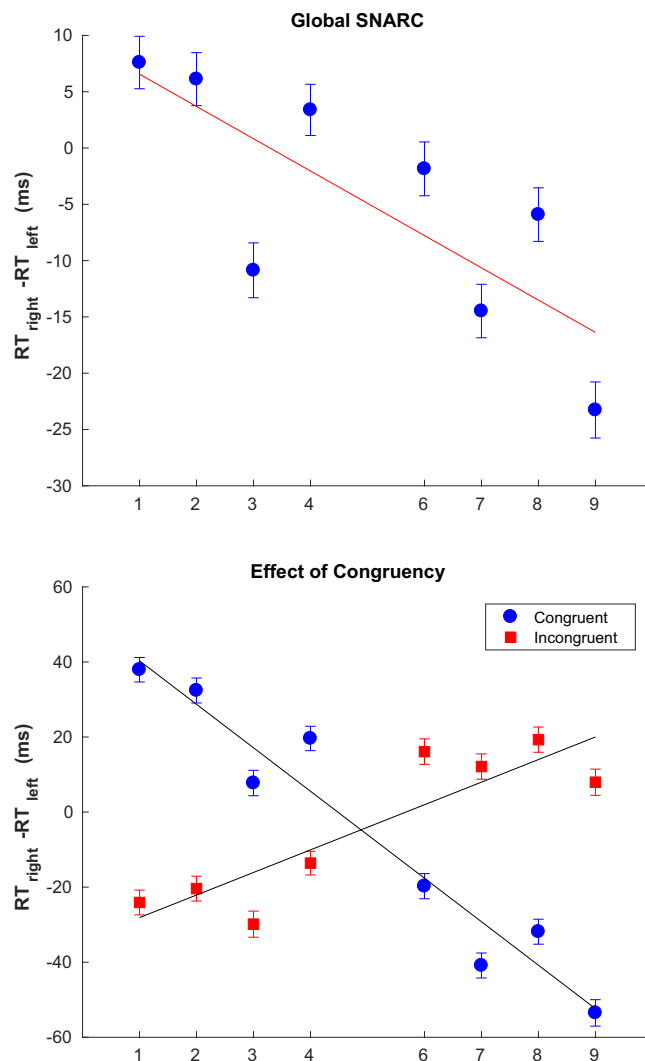 Global SNARC
10
5
0
-5
-10
-15
-20
-25
-30
RT right -RT left (ms)
1 2 3 4 6 7 8 9
Effect of Congruency
60
40
20
0
-20
-40
-60
RT right -RT left (ms)
Congruent
Incongruent
1 2 3 4 6 7 8 9